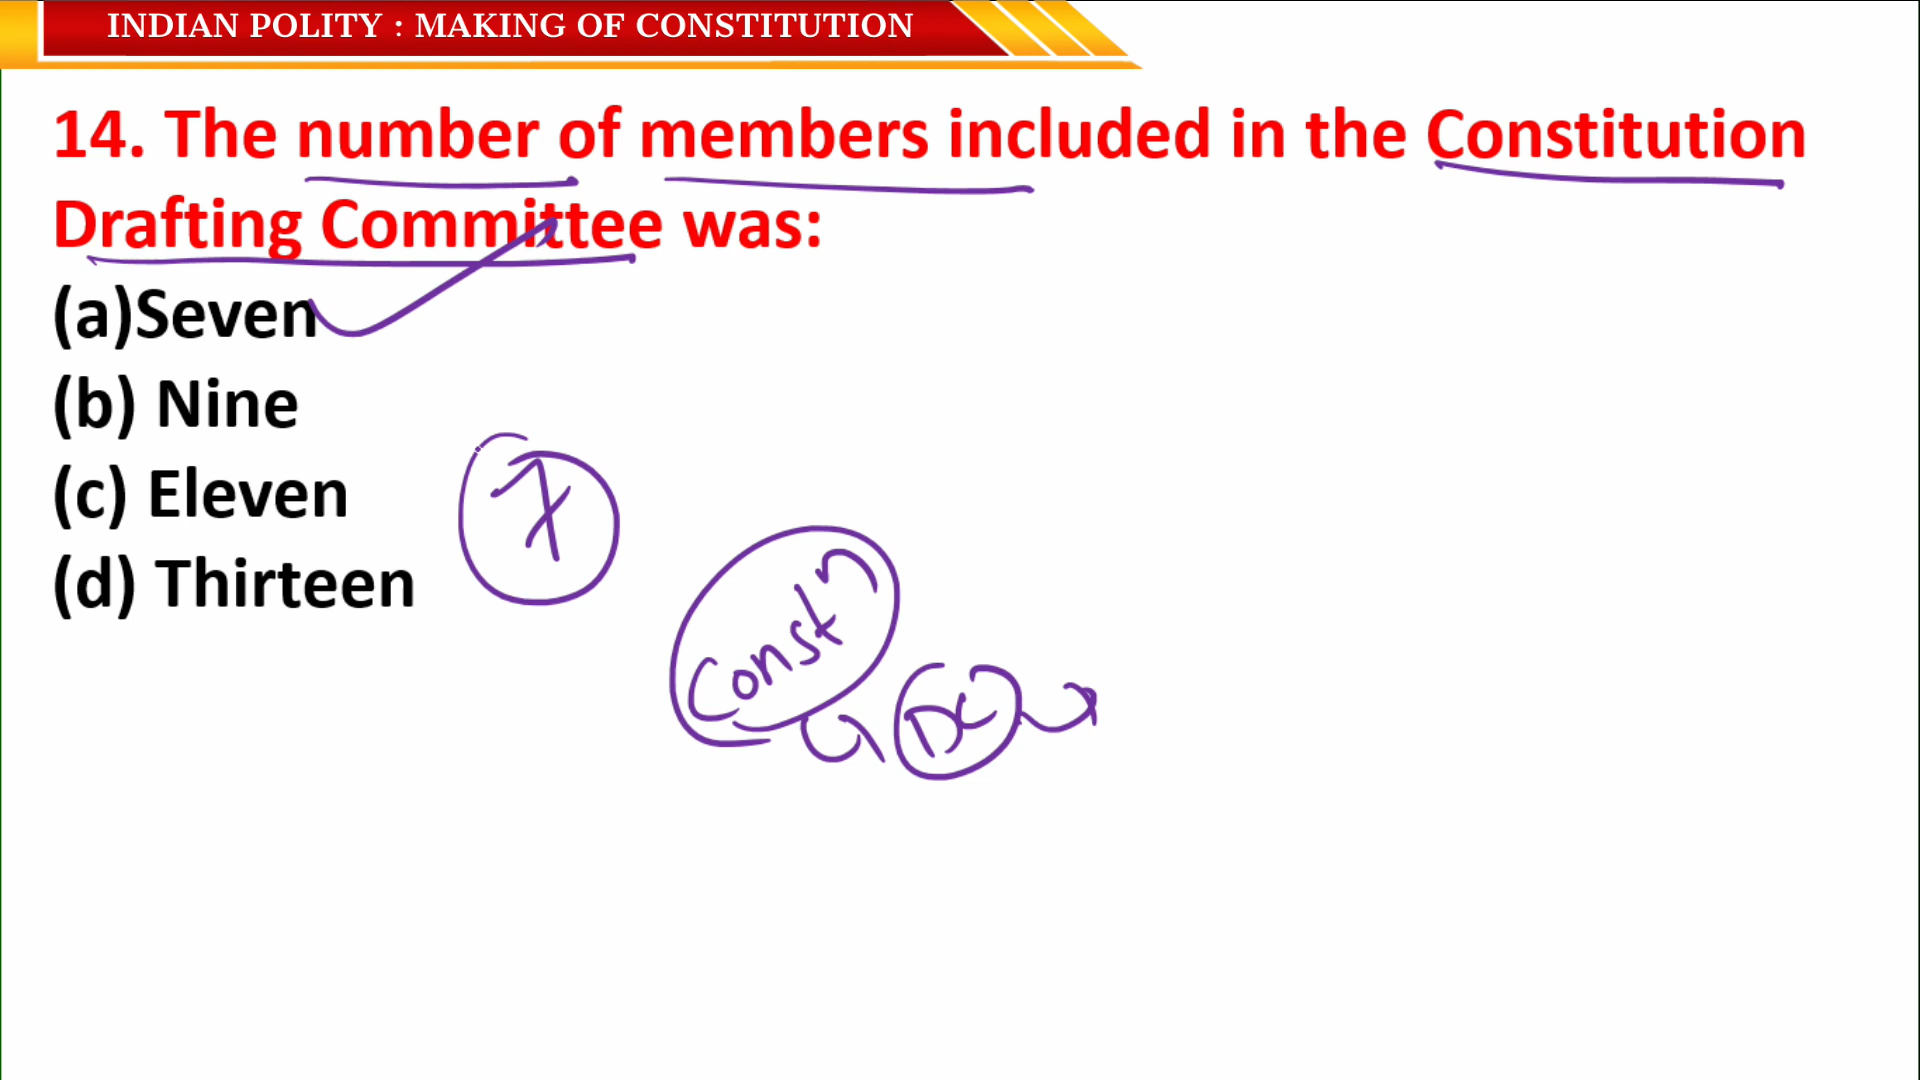 INDIAN POLITY : MAKING OF CONSTITUTION
14. The number of members included in the Constitution
Drafting Committee was:
(a)Seven
(b) Nine
(c) Eleven
(d) Thirteen
7
Constn
DC